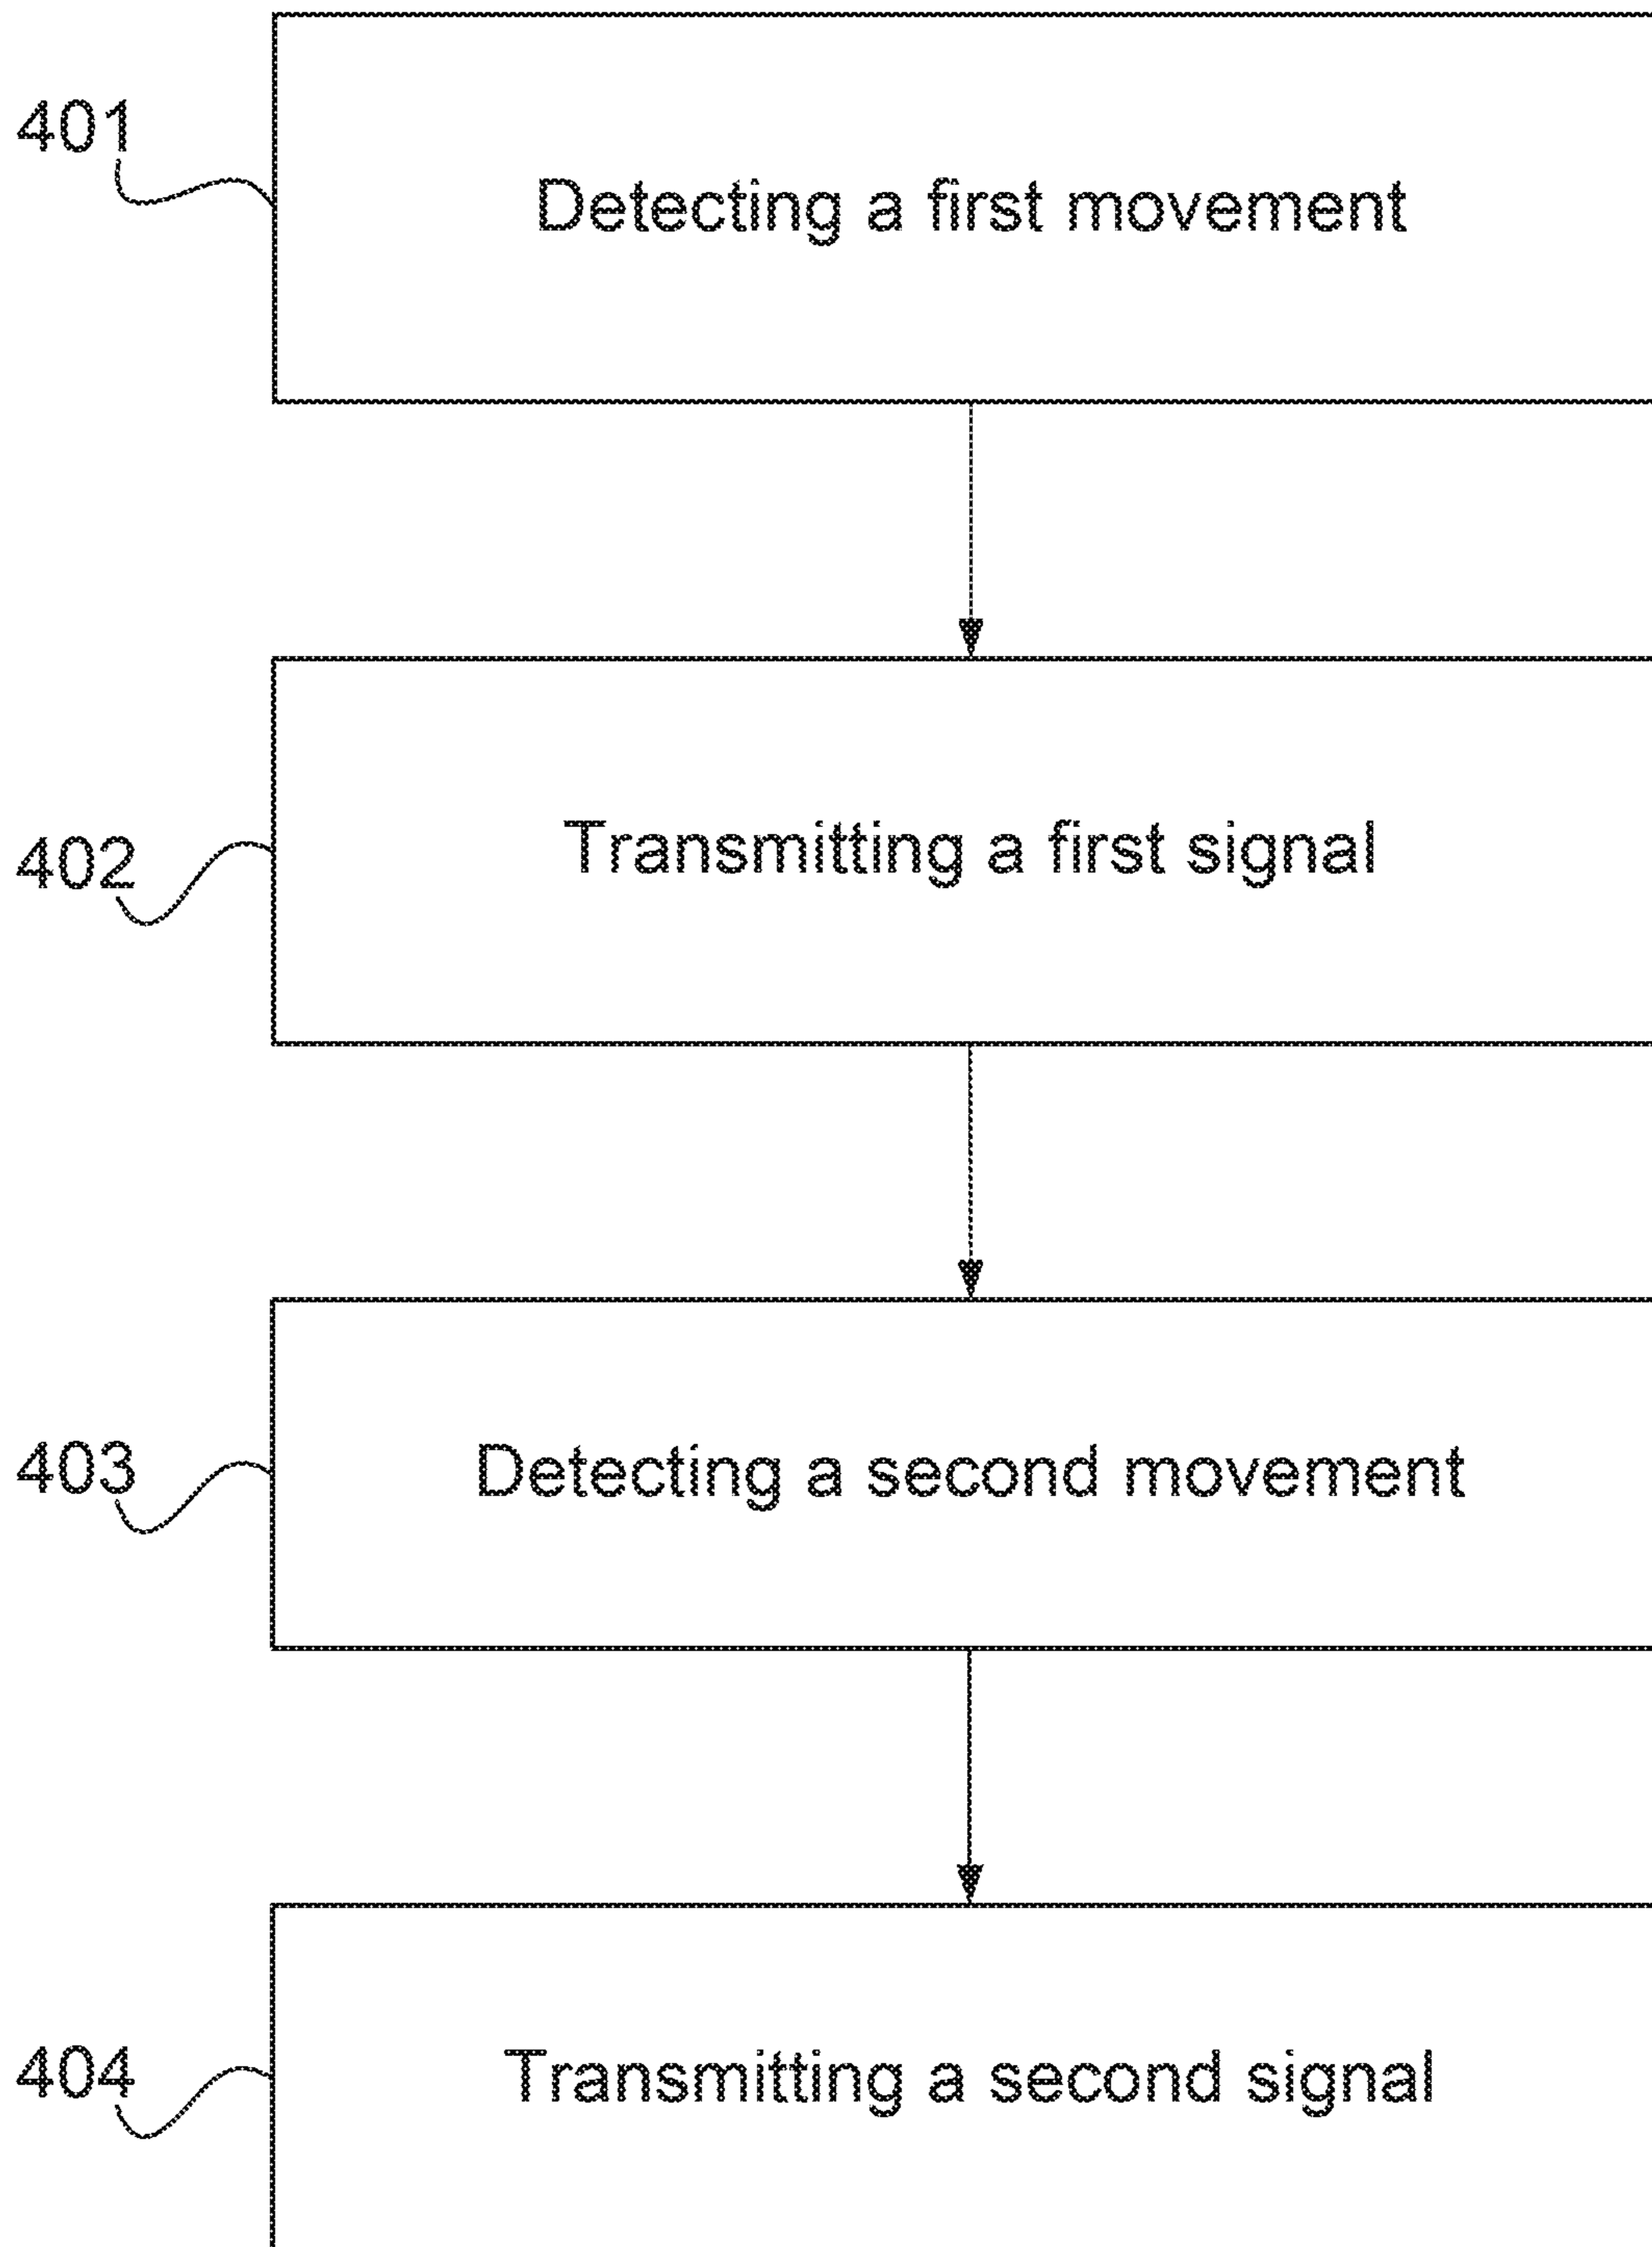 401
Detecting a first movement
402
Transmitting a first signal
403
Detecting a second movement
404
Transmitting a second signal